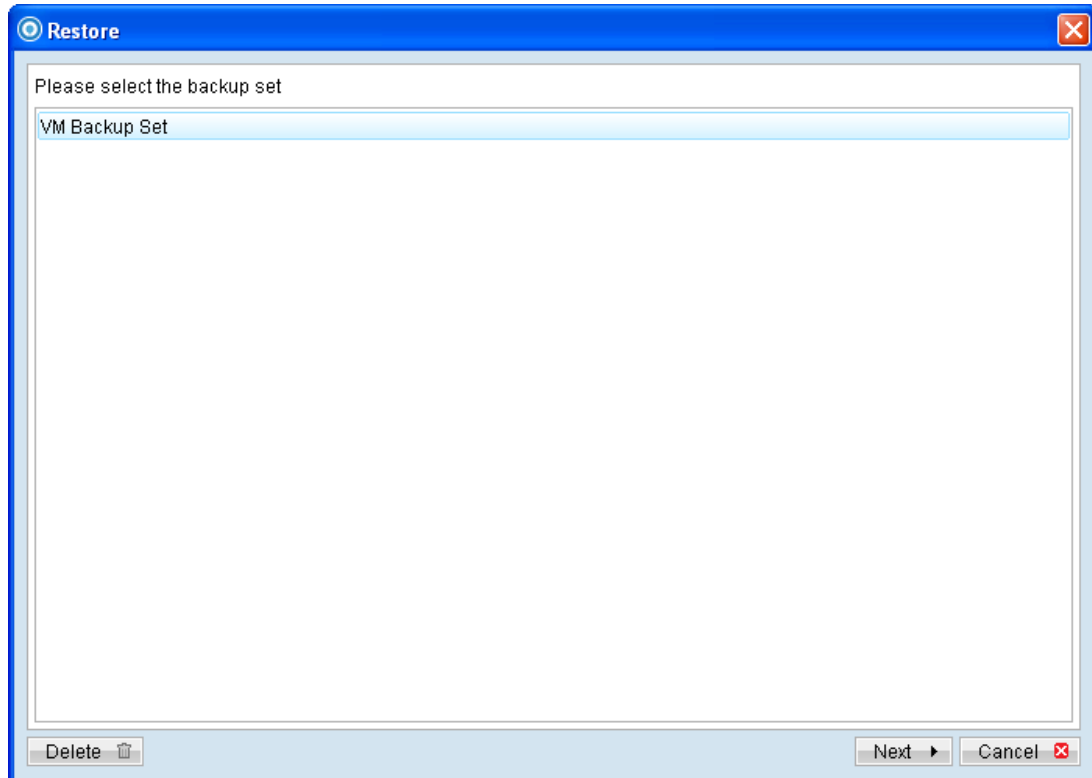 Restore
Please select the backup set
VM Backup Set
Delete
Next
Cancel